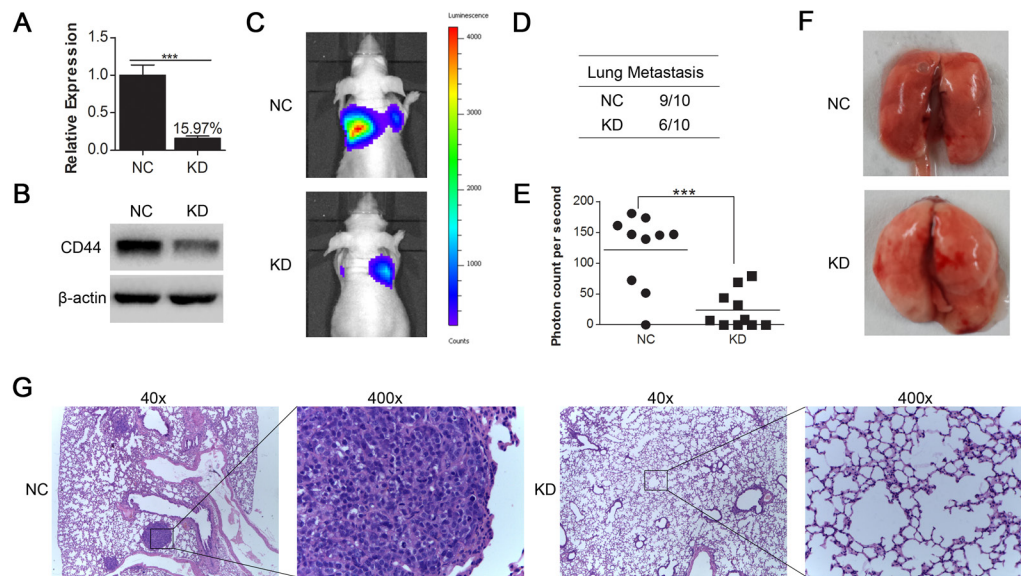 A
Relative Expression
1.5
1.0
0.5
0.0
***
15.97%
NC KD
B
NC KD
CD44
β-actin
C
NC
KD
Luminescence
4000
3000
2000
1000
Counts
D
Lung Metastasis
NC 9/10
KD 6/10
E
Photon count per second
200
150
100
50
0
***
NC KD
F
NC
KD
G
40x 400x 40x 400x
NC KD